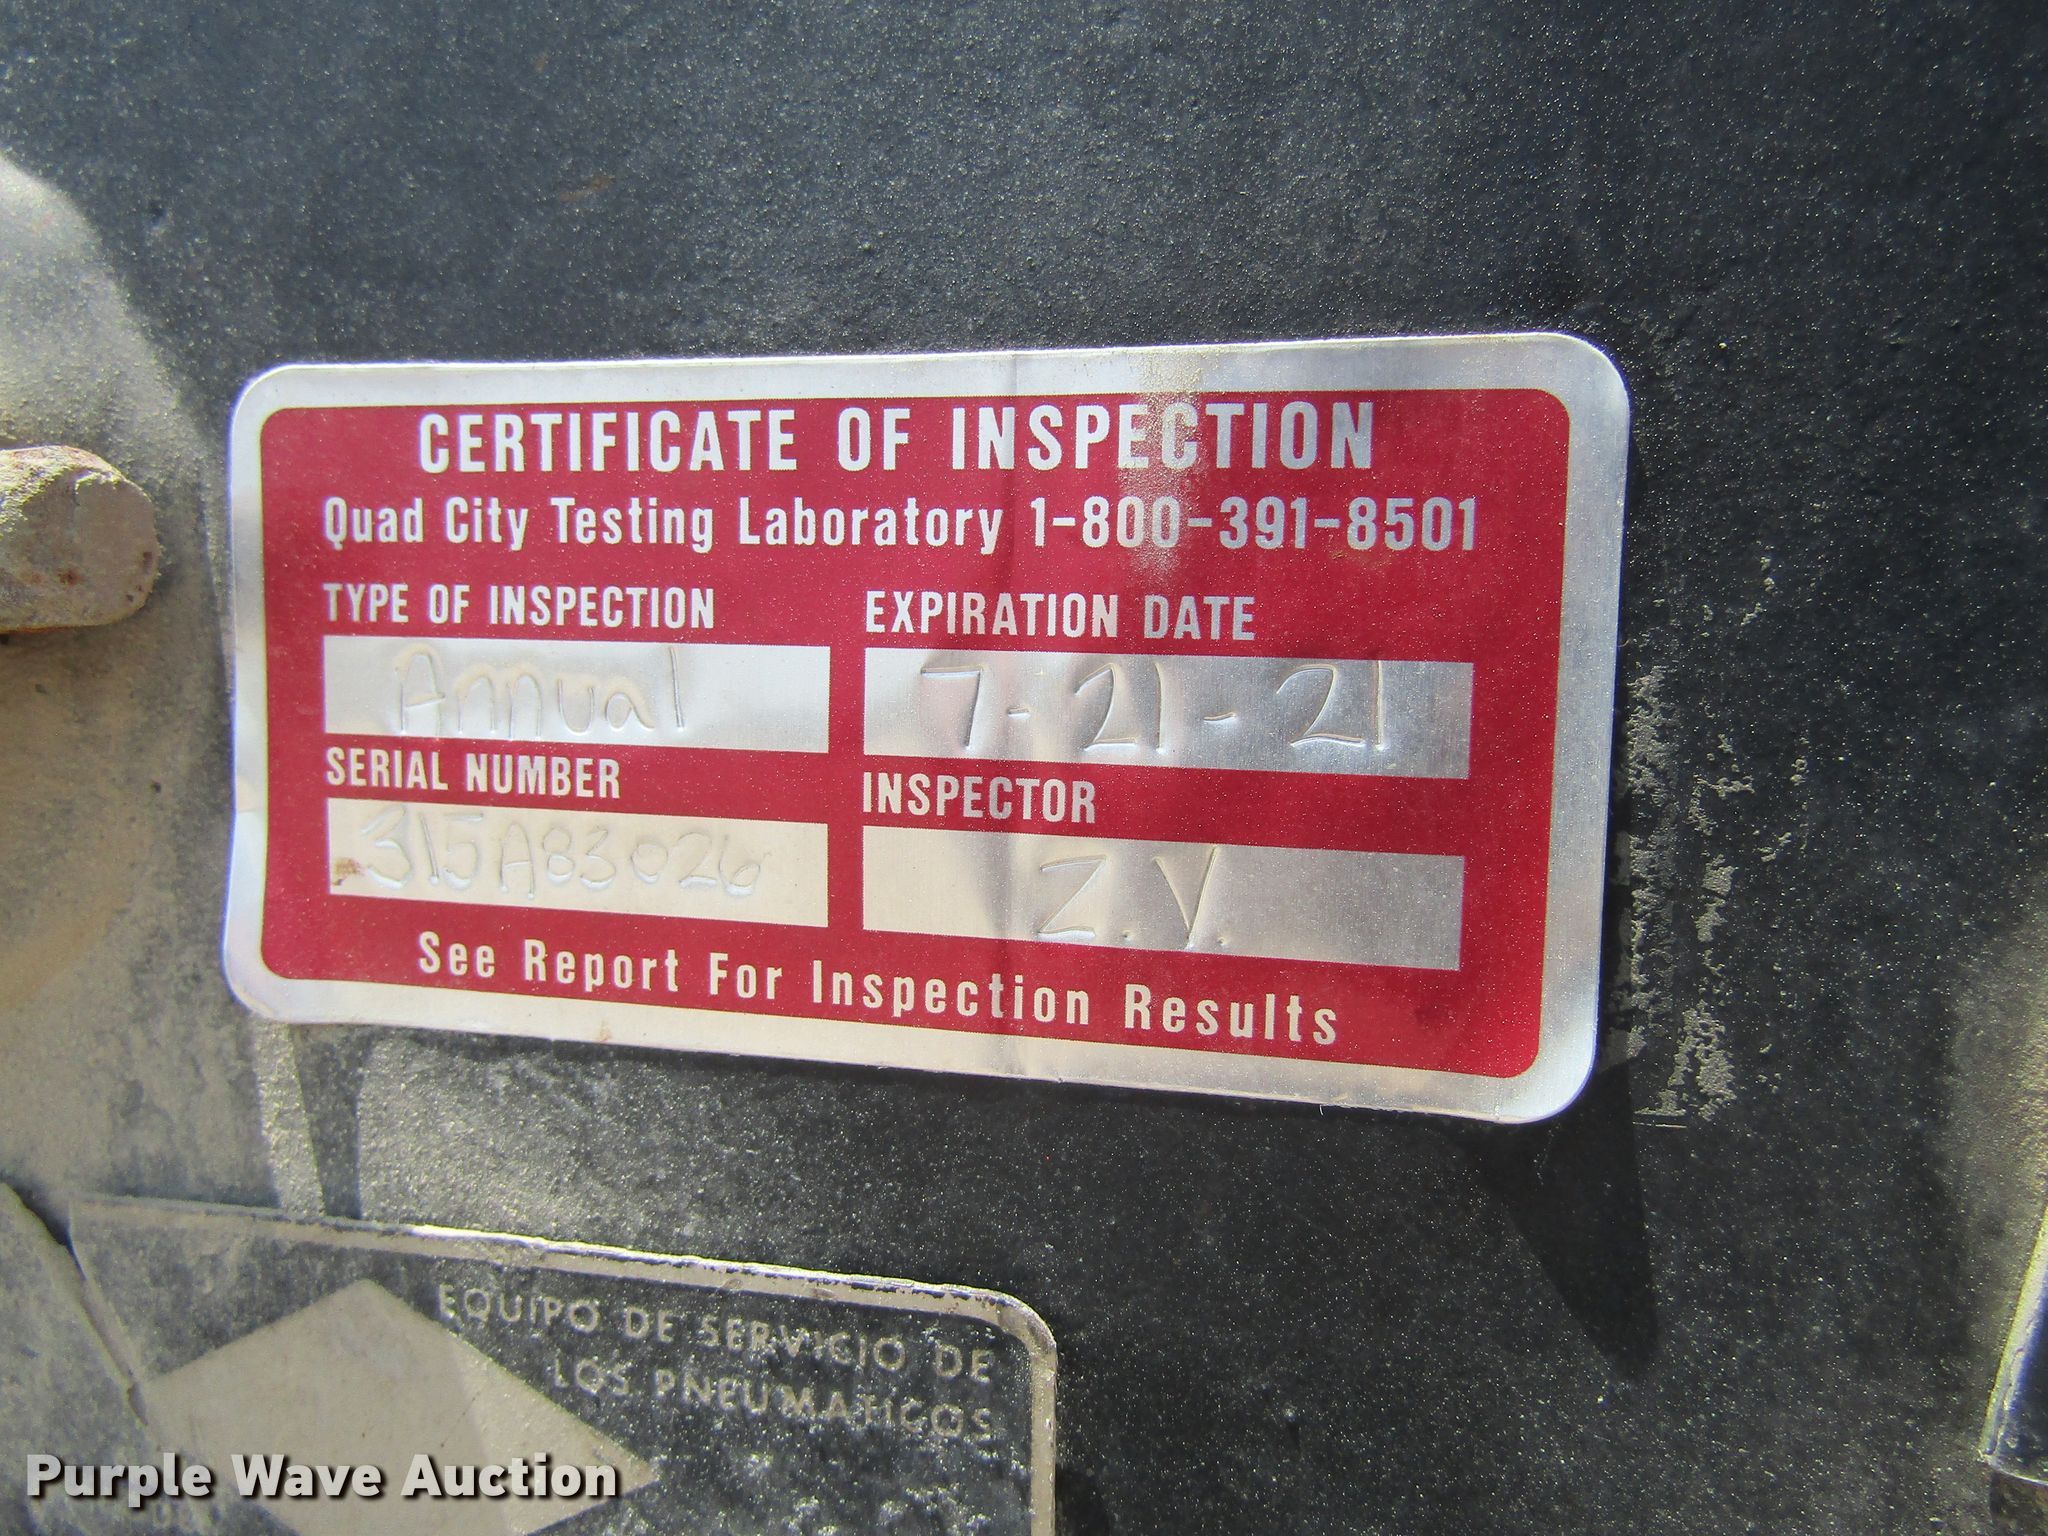 CERTIFICATE OF INSPECTION
Quad City Testing Laboratory 1-800-391-8501
TYPE OF INSPECTION
EXPIRATION DATE
Annual
7-21-21
SERIAL NUMBER
INSPECTOR
315A83026
Z.V.
See Report For Inspection Results
EQUIPO DE SERVICIO DE
LOS PNEUMATICOS
Purple Wave Auction